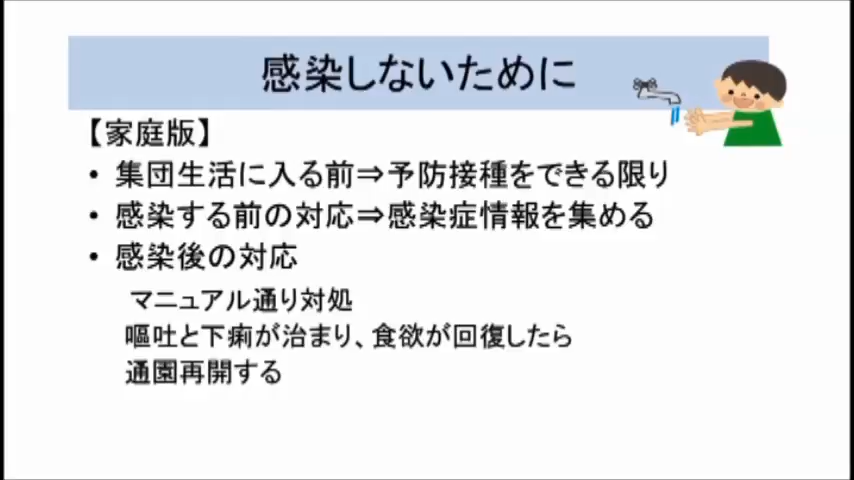 感染しないために
【家庭版】
• 集団生活に入る前⇒予防接種をできる限り
• 感染する前の対応⇒感染症情報を集める
• 感染後の対応
マニュアル通り対処
嘔吐と下痢が治まり、食欲が回復したら
通園再開する